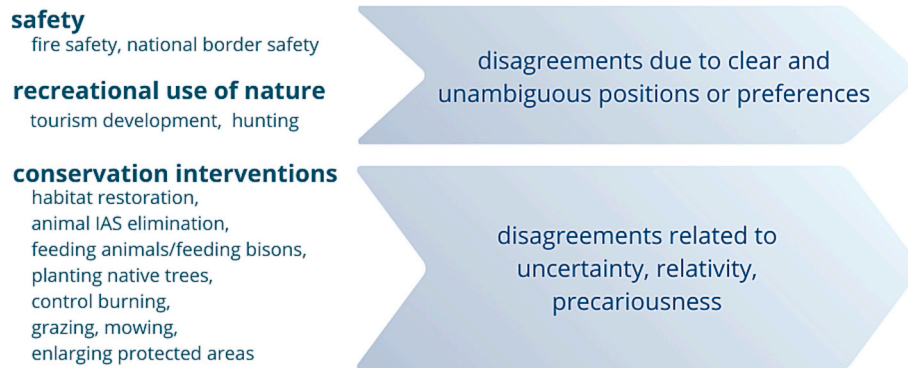 safety
fire safety, national border safety
recreational use of nature
tourism development, hunting
conservation interventions
habitat restoration,
animal IAS elimination,
feeding animals/feeding bisons,
planting native trees,
control burning,
grazing, mowing,
enlarging protected areas
disagreements due to clear and
unambiguous positions or preferences
disagreements related to
uncertainty, relativity,
precariousness